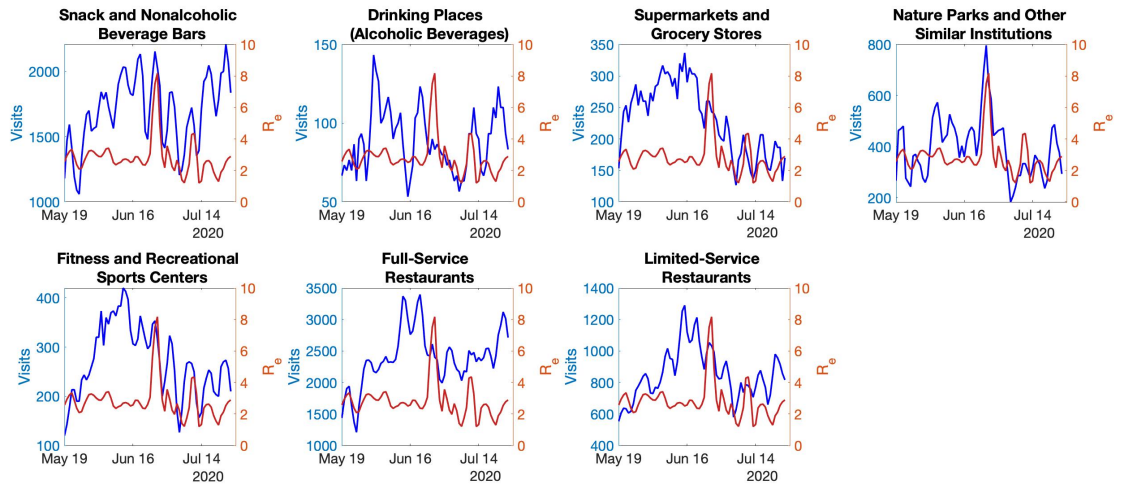 Snack and Nonalcoholic
Beverage Bars
2000
1500
1000
Visits
10
8
6
4
2
0
Re
May 19
Jun 16
Jul 14
2020
Drinking Places
(Alcoholic Beverages)
150
100
50
Visits
10
8
6
4
2
0
Re
May 19
Jun 16
Jul 14
2020
Supermarkets and
Grocery Stores
350
300
250
200
150
100
Visits
10
8
6
4
2
0
Re
May 19
Jun 16
Jul 14
2020
Nature Parks and Other
Similar Institutions
800
600
400
200
Visits
10
8
6
4
2
0
Re
May 19
Jun 16
Jul 14
2020
Fitness and Recreational
Sports Centers
400
300
200
100
Visits
10
8
6
4
2
0
Re
May 19
Jun 16
Jul 14
2020
Full-Service
Restaurants
3500
3000
2500
2000
1500
1000
Visits
10
8
6
4
2
0
Re
May 19
Jun 16
Jul 14
2020
Limited-Service
Restaurants
1400
1200
1000
800
600
400
Visits
10
8
6
4
2
0
Re
May 19
Jun 16
Jul 14
2020